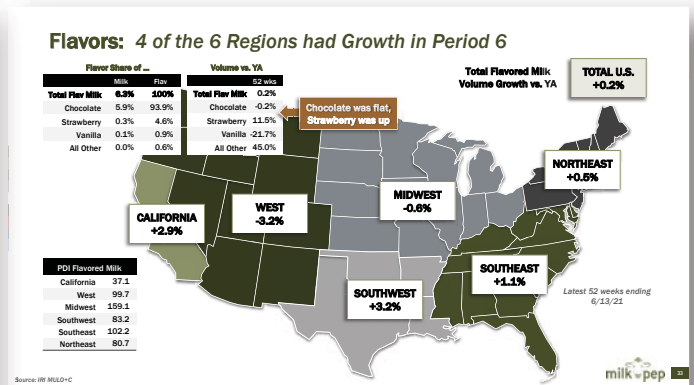 Flavors: 4 of the 6 Regions had Growth in Period 6
Flavor Share of ...
Milk Flav
Total Flav Milk 6.3% 100%
Chocolate 5.9% 93.9%
Strawberry 0.3% 4.6%
Vanilla 0.1% 0.9%
All Other 0.0% 0.6%
Volume vs. YA
52 wks
Total Flav Milk 0.2%
Chocolate -0.2%
Strawberry 11.5%
Vanilla -21.7%
All Other 45.0%
Chocolate was flat,
Strawberry was up
Total Flavored Milk
Volume Growth vs. YA
TOTAL U.S.
+0.2%
NORTHEAST
+0.5%
MIDWEST
-0.6%
WEST
-3.2%
CALIFORNIA
+2.9%
SOUTHEAST
+1.1%
SOUTHWEST
+3.2%
PDI Flavored Milk
California 37.1
West 99.7
Midwest 159.1
Southwest 83.2
Southeast 102.2
Northeast 80.7
Latest 52 weeks ending
6/13/21
Source: IRI MULO+C
milk pep
33